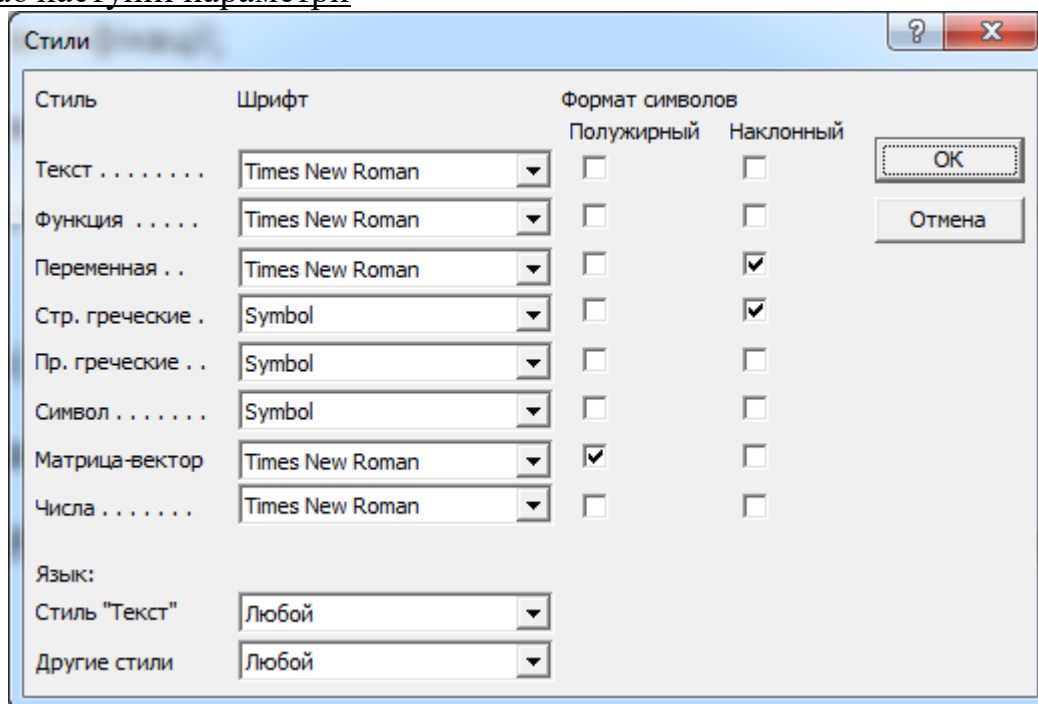 наступні параметри
Стили
Стиль Шрифт Формат символов
Полужирный Наклонный
Текст . . . . . . . . Times New Roman OK
Функция . . . . . Times New Roman Отмена
Переменная . . Times New Roman
Стр. греческие . Symbol
Пр. греческие . . Symbol
Символ . . . . . . . Symbol
Матрица-вектор Times New Roman
Числа . . . . . . . Times New Roman
Язык:
Стиль "Текст" Любой
Другие стили Любой